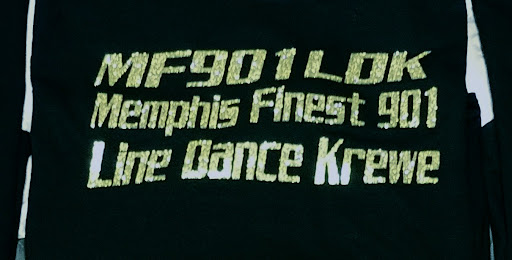 MF901LDK
Memphis Finest 901
Line Dance Krewe